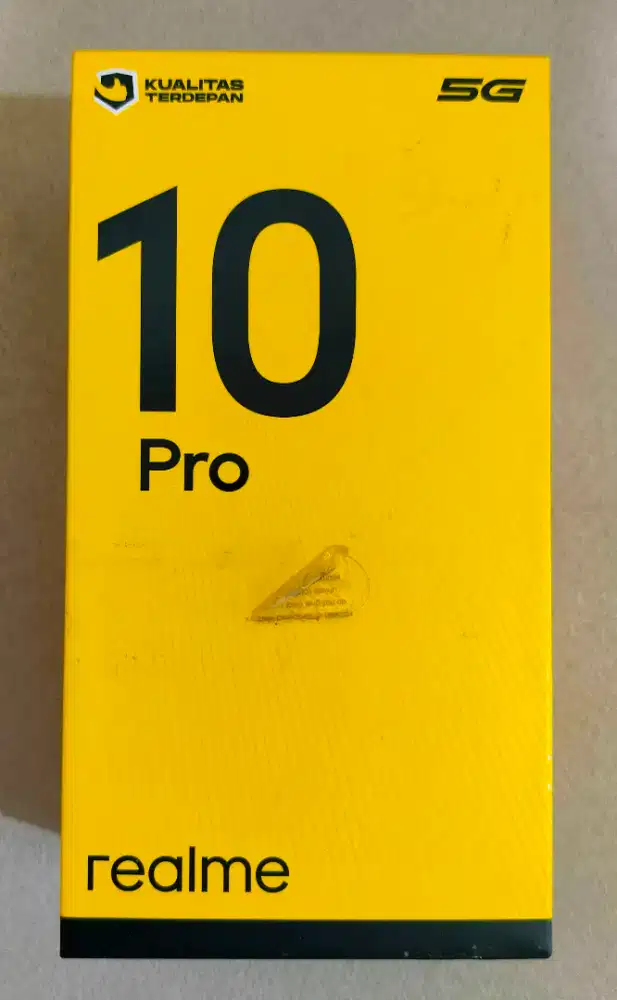 KUALITAS
TERDEPAN
5G
10
Pro
realme